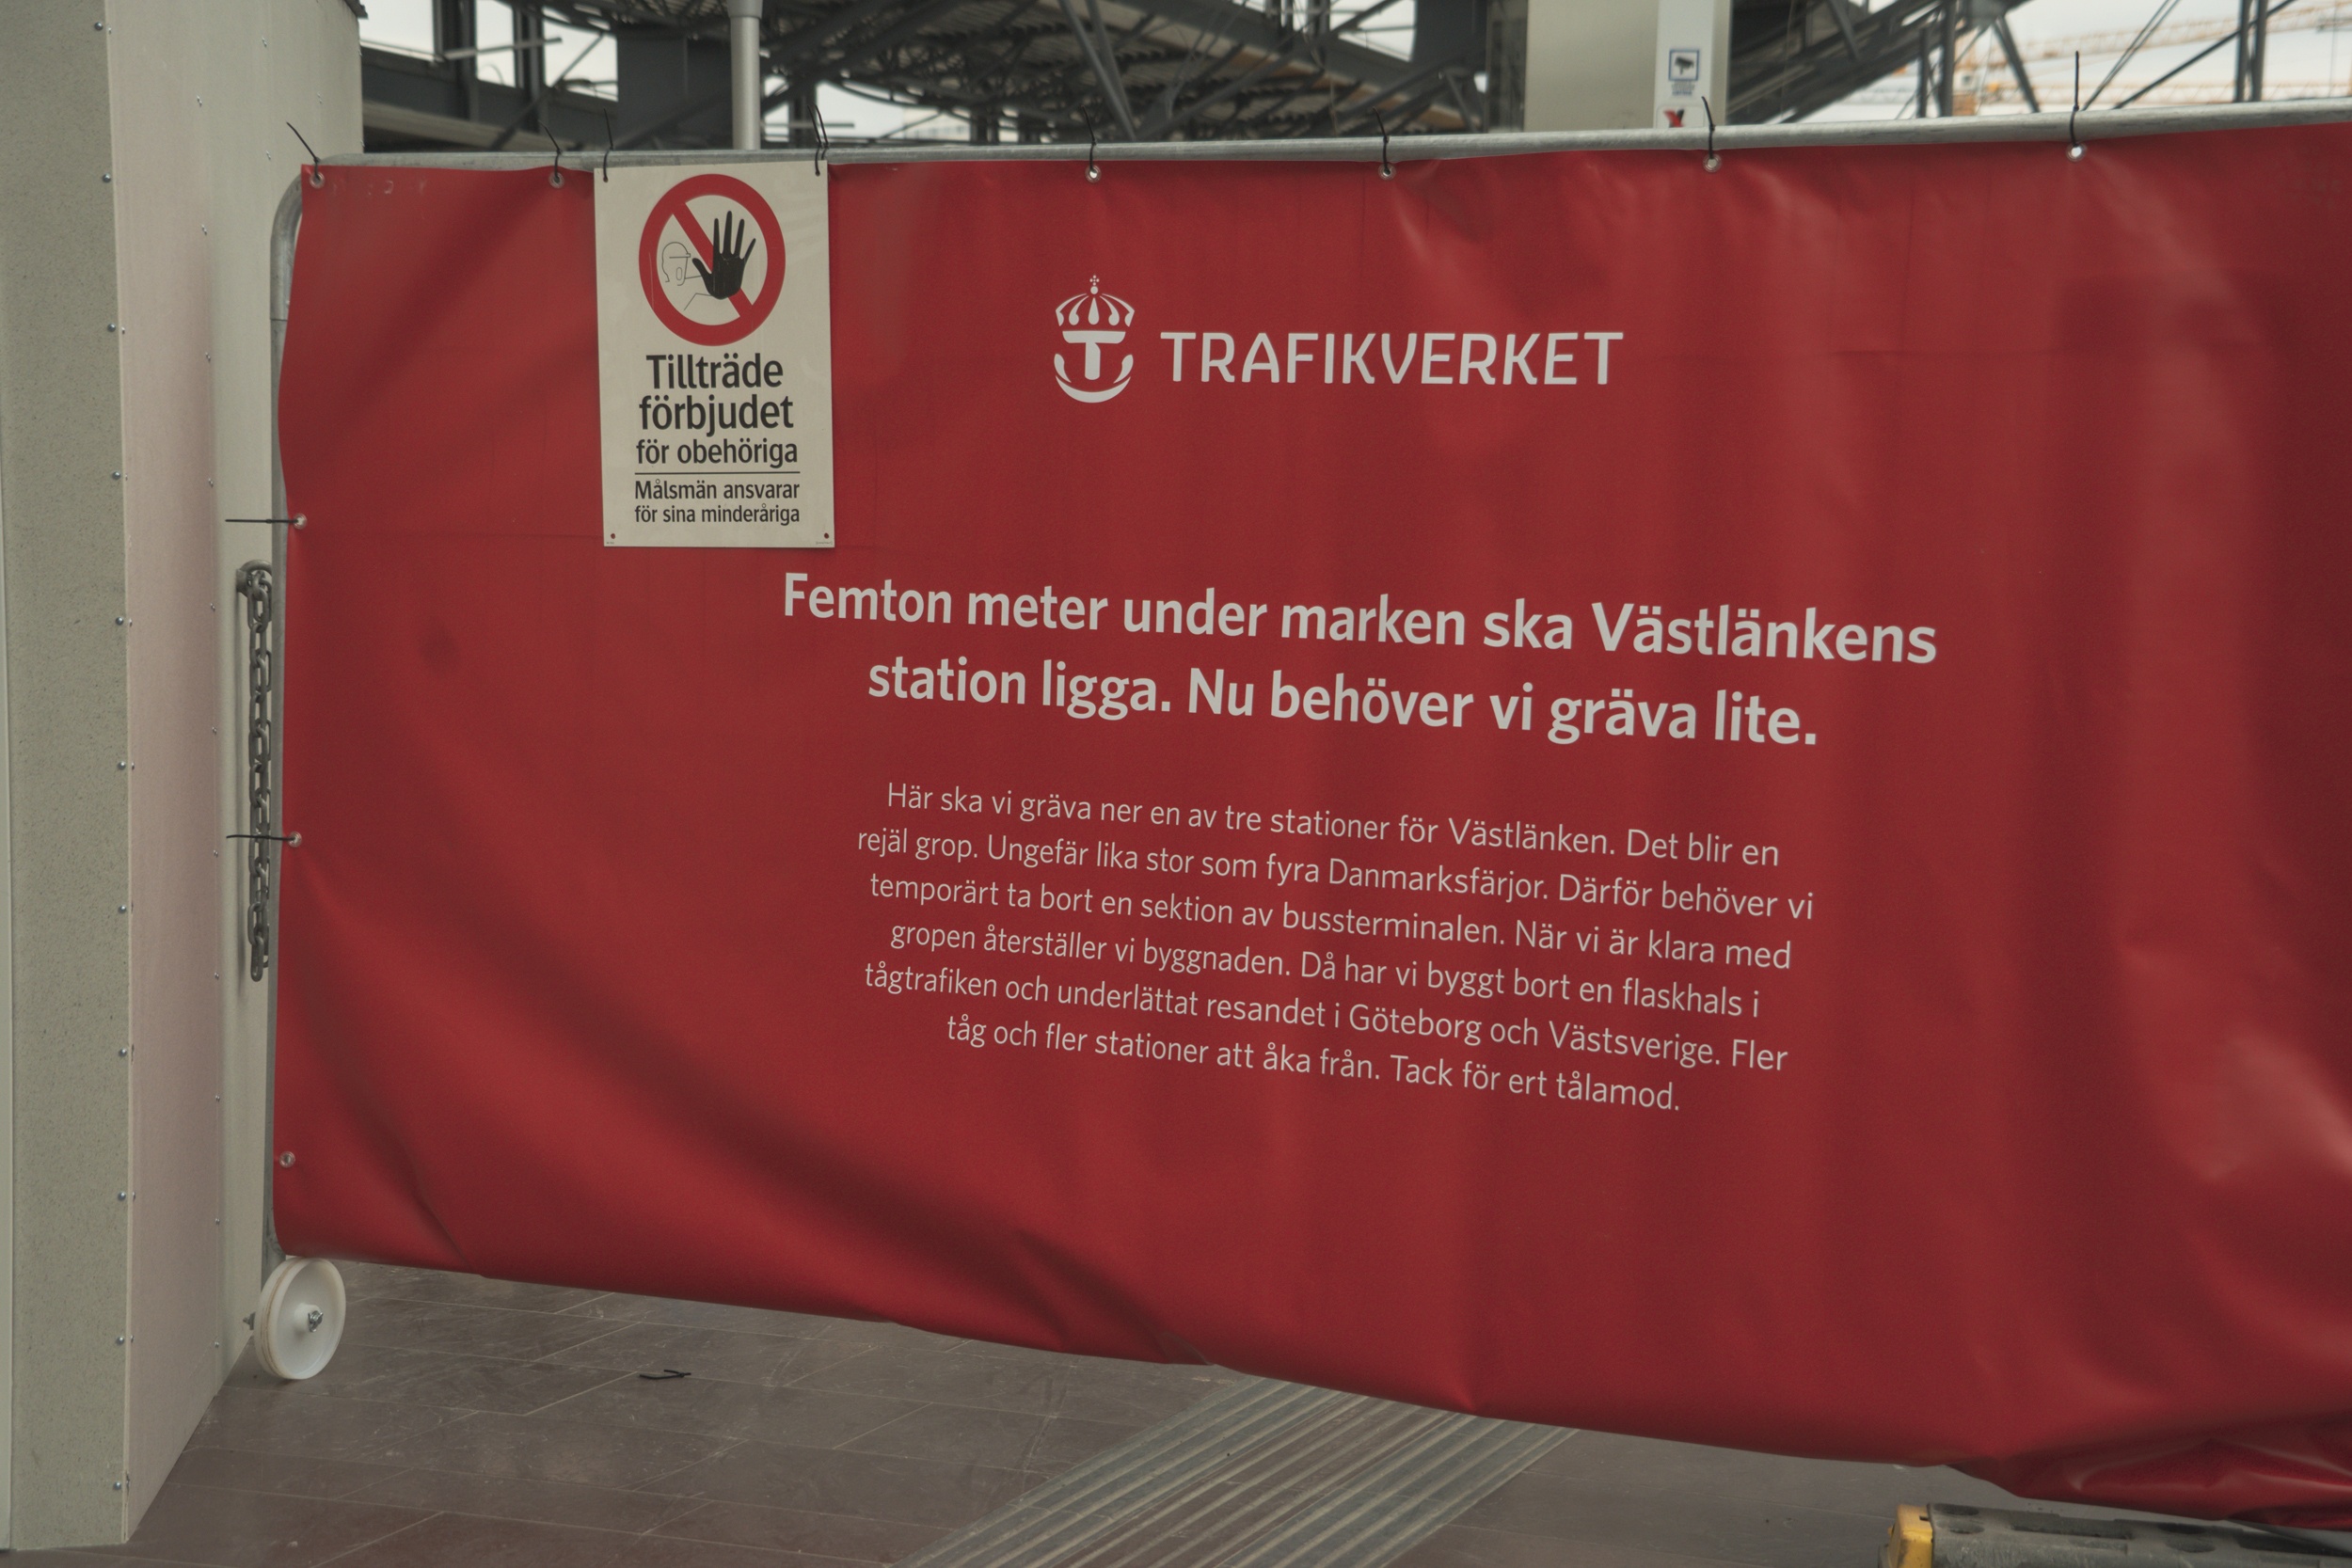 Tillträde
förbjudet
för obehöriga
Målsmän ansvarar
för sina minderåriga
TRAFIKVERKET
Femton meter under marken ska Västlänkens
station ligga. Nu behöver vi gräva lite.
Här ska vi gräva ner en av tre stationer för Västlänken. Det blir en
rejäl grop. Ungefär lika stor som fyra Danmarksfärjor. Därför behöver vi
temporärt ta bort en sektion av bussterminalen. När vi är klara med
gropen återställer vi byggnaden. Då har vi byggt bort en flaskhals i
tågtrafiken och underlättat resandet i Göteborg och Västsverige. Fler
tåg och fler stationer att åka från. Tack för ert tålamod.